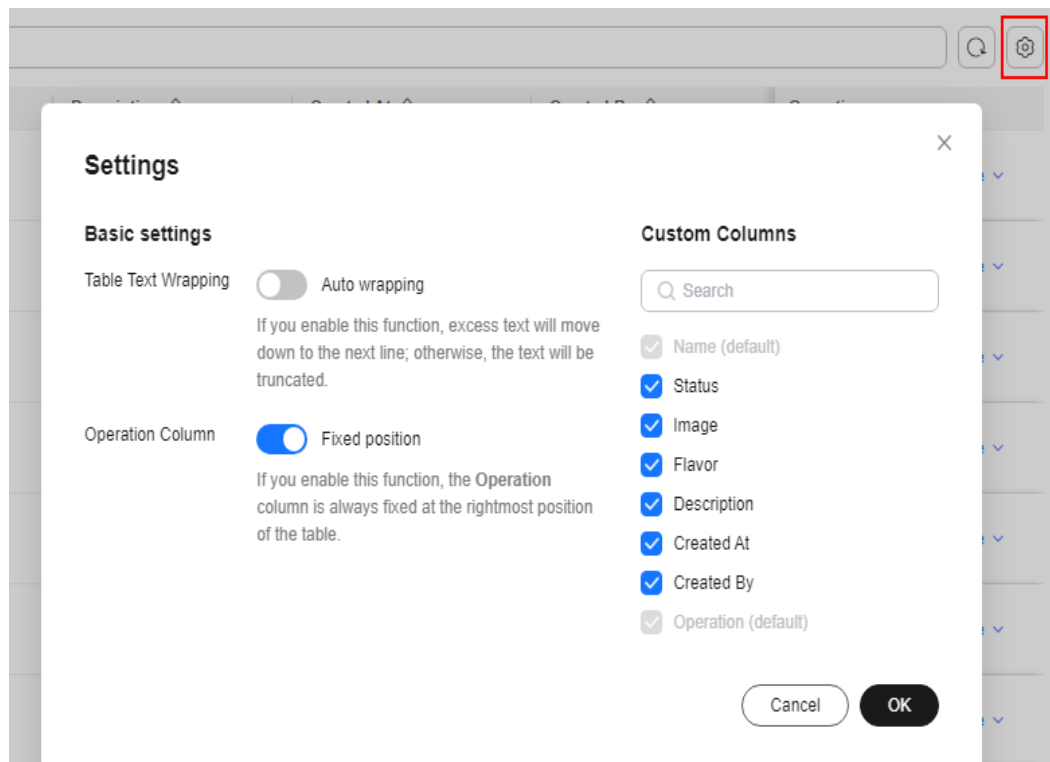 Settings
Basic settings
Table Text Wrapping
Auto wrapping
If you enable this function, excess text will move
down to the next line; otherwise, the text will be
truncated.
Operation Column
Fixed position
If you enable this function, the Operation
column is always fixed at the rightmost position
of the table.
Custom Columns
Search
Name (default)
Status
Image
Flavor
Description
Created At
Created By
Operation (default)
Cancel
OK